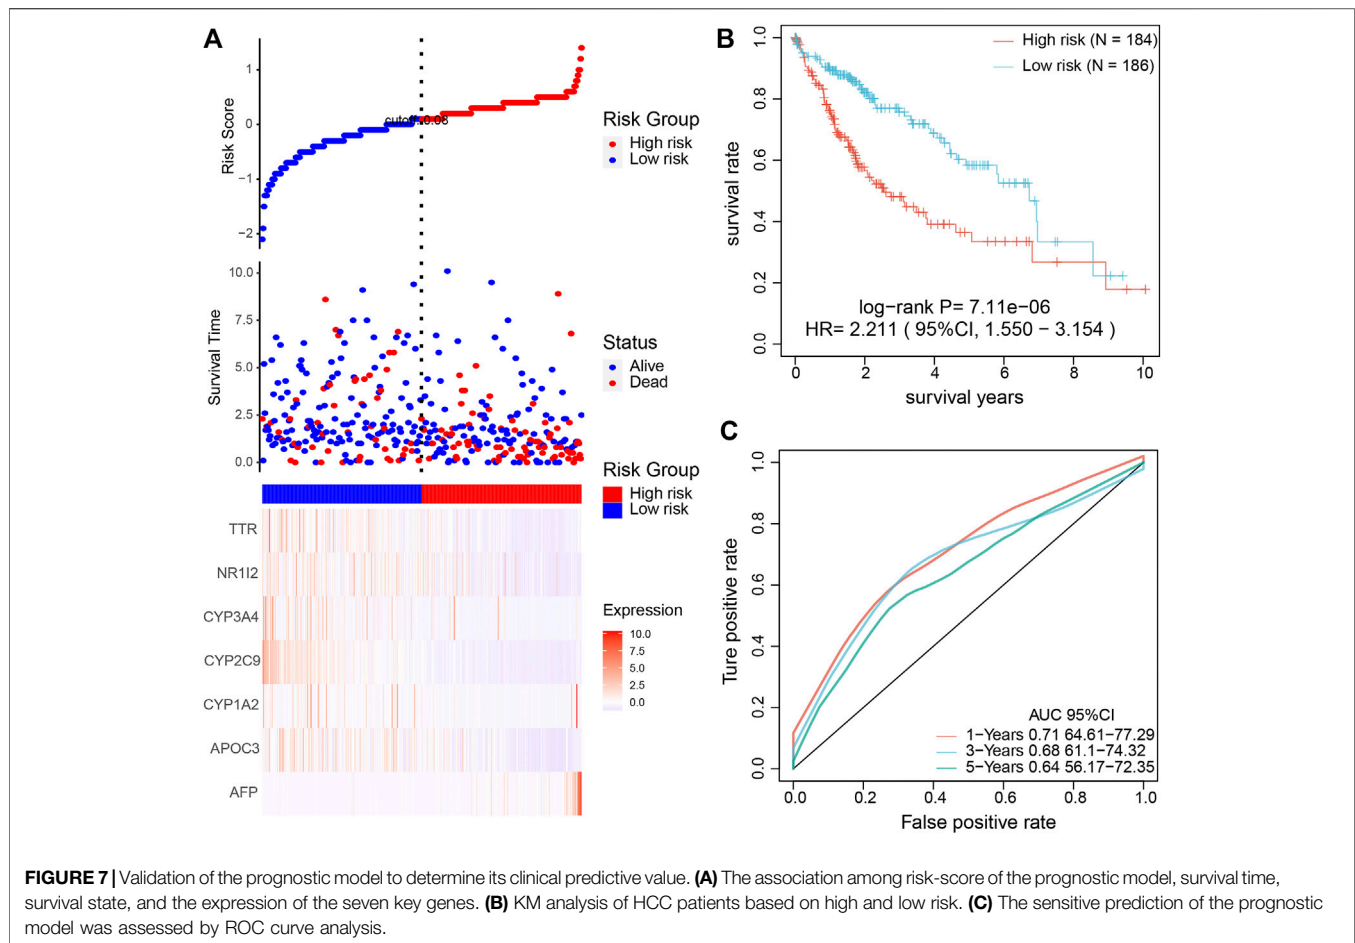 A
1
0
−1
−2
Risk Score
cutoff:0.08
Risk Group
High risk
Low risk
10.0
7.5
5.0
2.5
0.0
Survival Time
Status
Alive
Dead
Risk Group
High risk
Low risk
TTR
NR1I2
CYP3A4
CYP2C9
CYP1A2
APOC3
AFP
Expression
10.0
7.5
5.0
2.5
0.0
B
High risk (N = 184)
Low risk (N = 186)
1.0
0.8
0.6
0.4
0.2
0.0
survival rate
log−rank P= 7.11e−06
HR= 2.211 ( 95%CI, 1.550 − 3.154 )
0 2 4 6 8 10
survival years
C
1.0
0.8
0.6
0.4
0.2
0.0
Ture positive rate
AUC 95%CI
1−Years 0.71 64.61−77.29
3−Years 0.68 61.1−74.32
5−Years 0.64 56.17−72.35
0.0 0.2 0.4 0.6 0.8 1.0
False positive rate
FIGURE 7 | Validation of the prognostic model to determine its clinical predictive value. (A) The association among risk-score of the prognostic model, survival time,
survival state, and the expression of the seven key genes. (B) KM analysis of HCC patients based on high and low risk. (C) The sensitive prediction of the prognostic
model was assessed by ROC curve analysis.